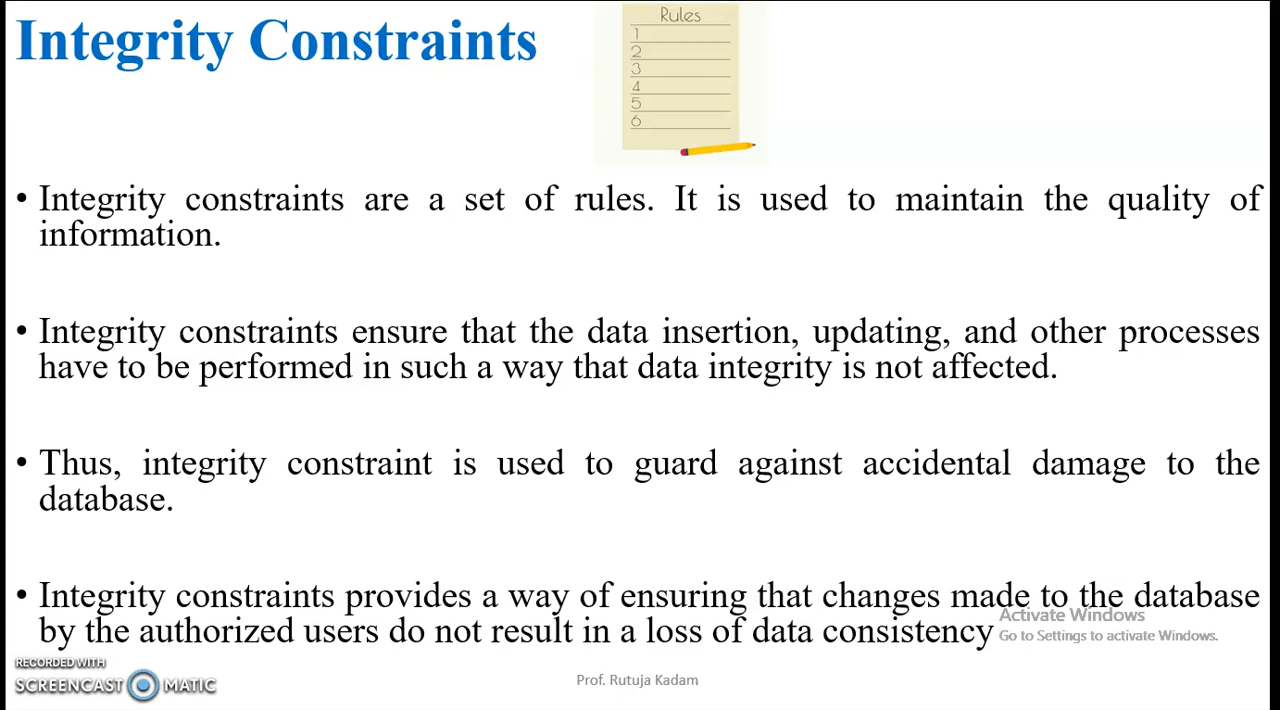 Integrity Constraints
Rules
1
2
3
4
5
6
• Integrity constraints are a set of rules. It is used to maintain the quality of
information.
• Integrity constraints ensure that the data insertion, updating, and other processes
have to be performed in such a way that data integrity is not affected.
• Thus, integrity constraint is used to guard against accidental damage to the
database.
• Integrity constraints provides a way of ensuring that changes made to the database
by the authorized users do not result in a loss of data consistency
Activate Windows
Go to Settings to activate Windows.
RECORDED WITH
SCREENCAST MATIC
Prof. Rutuja Kadam